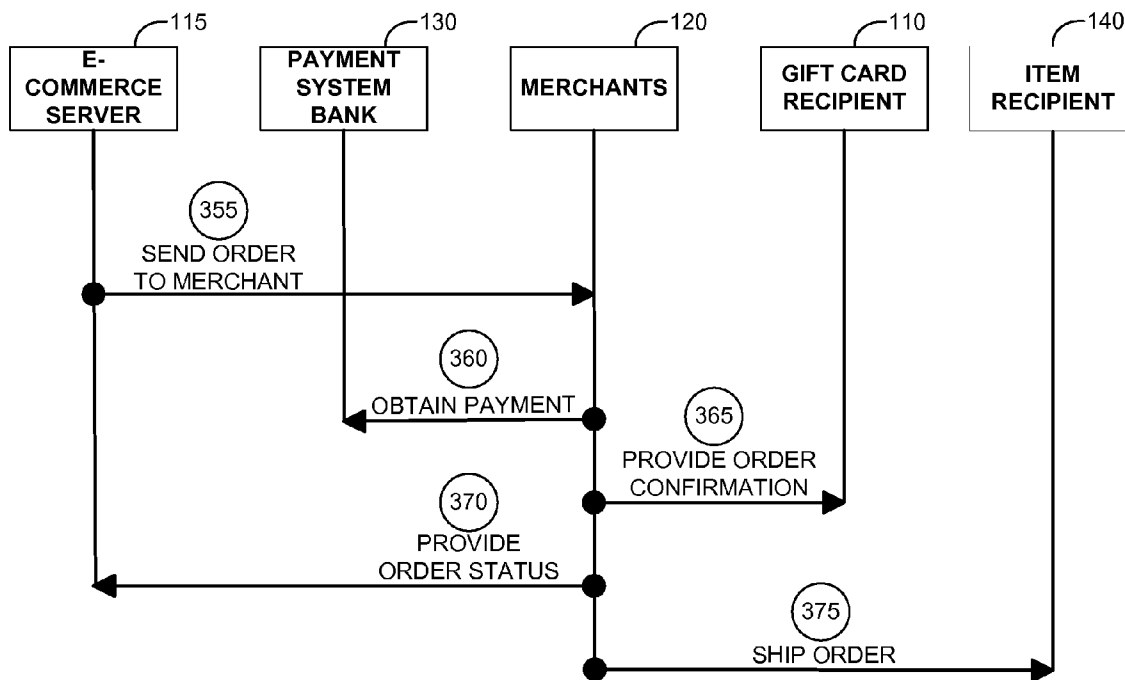 115
130
120
110
140
E-
COMMERCE
SERVER
PAYMENT
SYSTEM
BANK
MERCHANTS
GIFT CARD
RECIPIENT
ITEM
RECIPIENT
355
SEND ORDER
TO MERCHANT
360
OBTAIN PAYMENT
365
PROVIDE ORDER
CONFIRMATION
370
PROVIDE
ORDER STATUS
375
SHIP ORDER